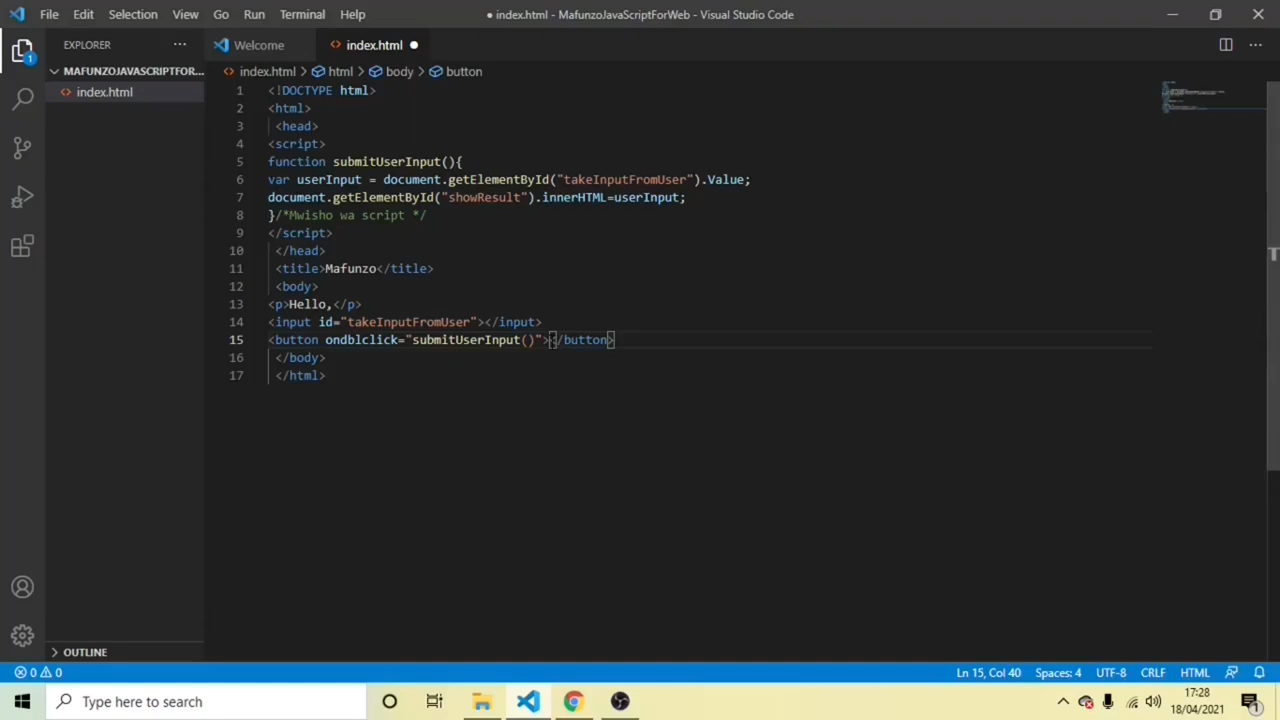 File Edit Selection View Go Run Terminal Help
● index.html - MafunzoJavaScriptForWeb - Visual Studio Code
EXPLORER ···
Welcome
<> index.html ●
1
MAFUNZOJAVASCRIPTFOR...
<> index.html
<> index.html > html > body > button
1 <!DOCTYPE html>
2 <html>
3 <head>
4 <script>
5 function submitUserInput(){
6 var userInput = document.getElementById("takeInputFromUser").Value;
7 document.getElementById("showResult").innerHTML=userInput;
8 }/*Mwisho wa script */
9 </script>
10 </head>
11 <title>Mafunzo</title>
12 <body>
13 <p>Hello,</p>
14 <input id="takeInputFromUser"></input>
15 <button ondblclick="submitUserInput()"></button>
16 </body>
17 </html>
OUTLINE
0 0
Ln 15, Col 40 Spaces: 4 UTF-8 CRLF HTML
Type here to search
17:28
18/04/2021
1